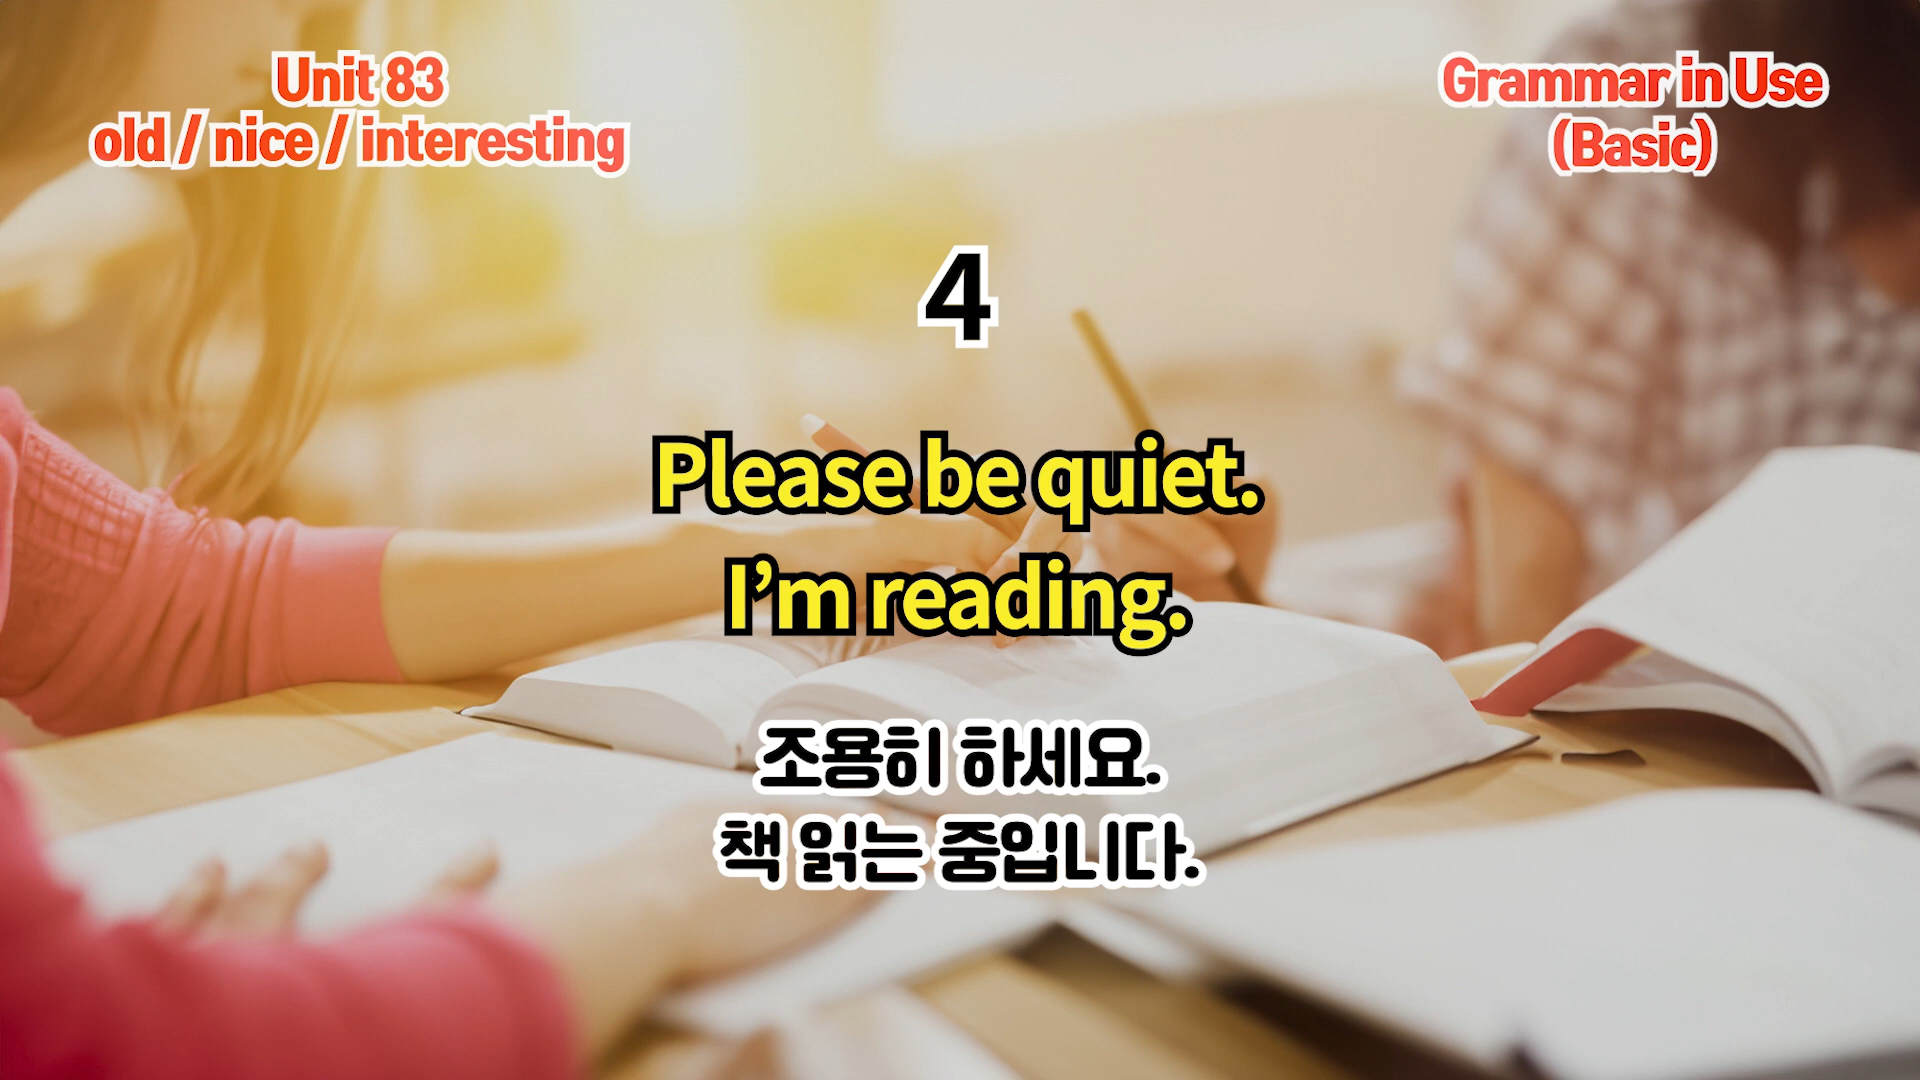 Unit 83
old / nice / interesting
Grammar in Use
(Basic)
4
Please be quiet.
I’m reading.
조용히 하세요.
책 읽는 중입니다.